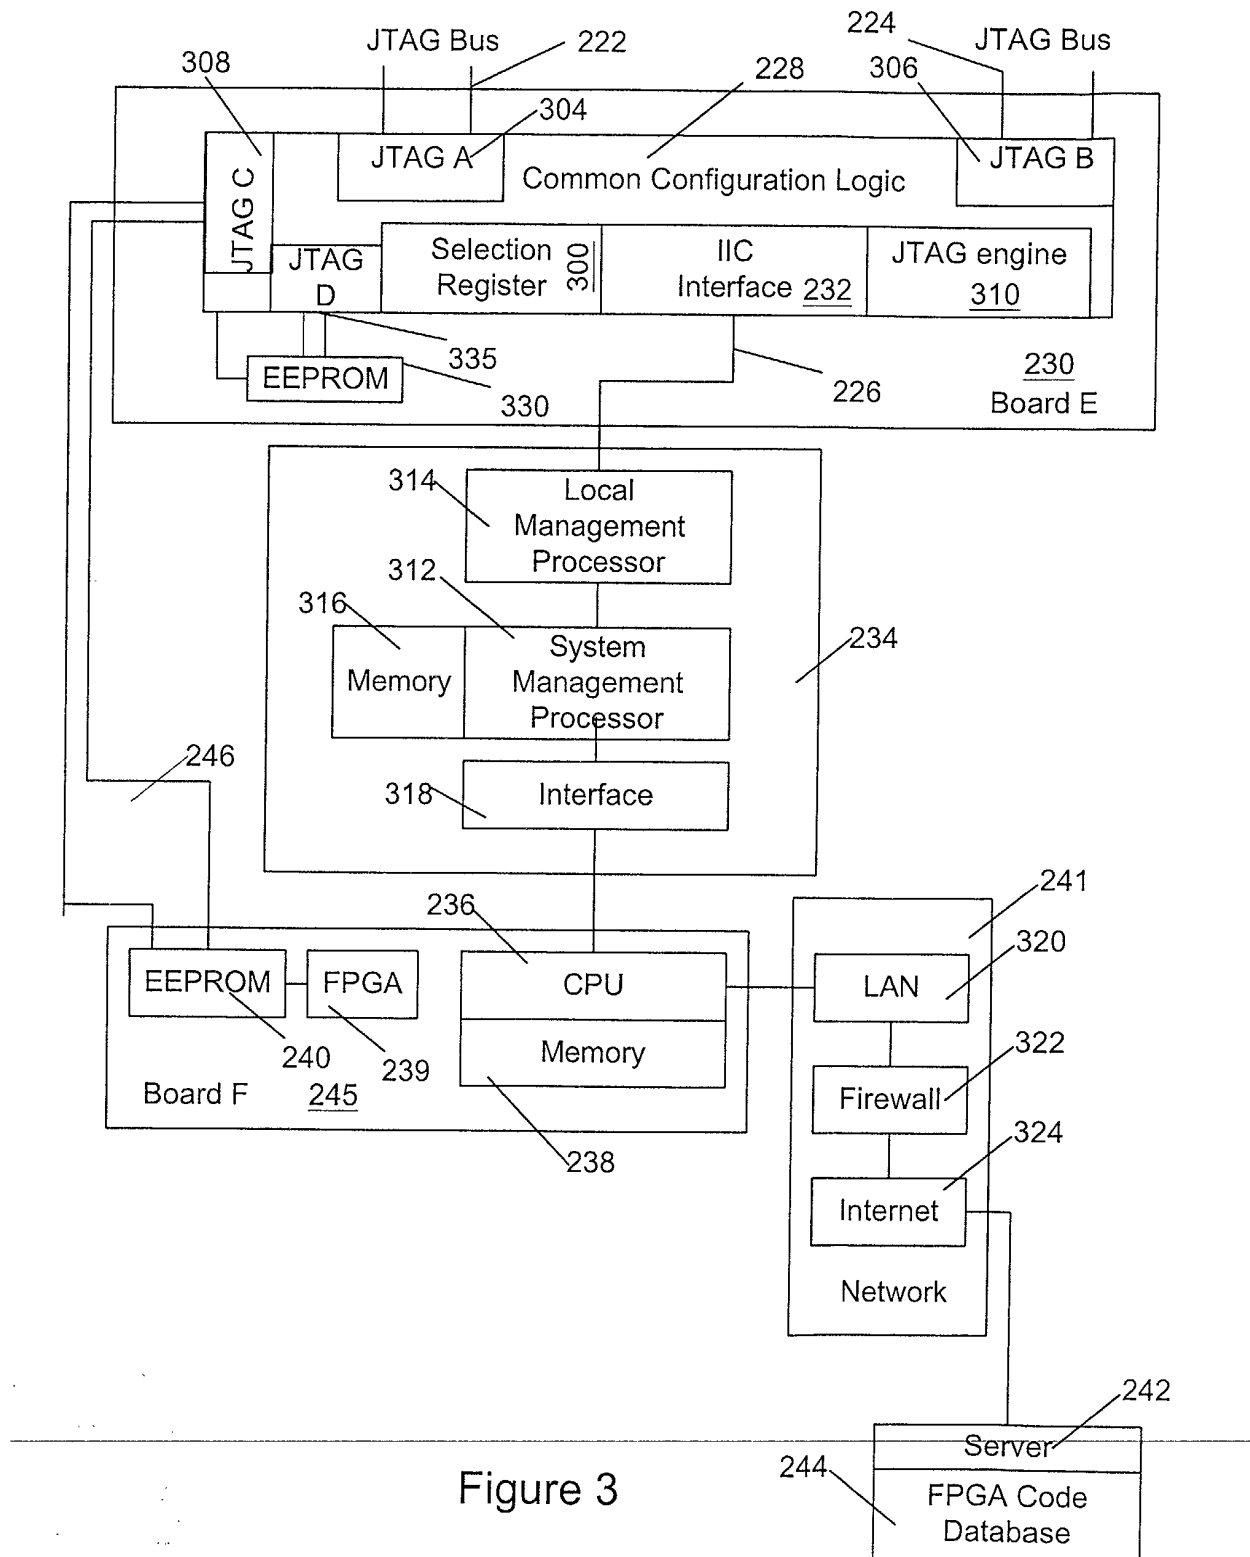 JTAG Bus 222 224 JTAG Bus
308 228 306
304
JTAG A JTAG B
JTAG C
Common Configuration Logic
JTAG
D
Selection
Register 300
IIC
Interface 232
JTAG engine
310
335
EEPROM
330
226
230
Board E
314
Local
Management
Processor
312
316
Memory
System
Management
Processor
234
246
318
Interface
236
241
320
EEPROM
FPGA
CPU
LAN
240
239
Memory
322
Board F 245
Firewall
238
324
Internet
Network
242
Server
244
FPGA Code
Database
Figure 3